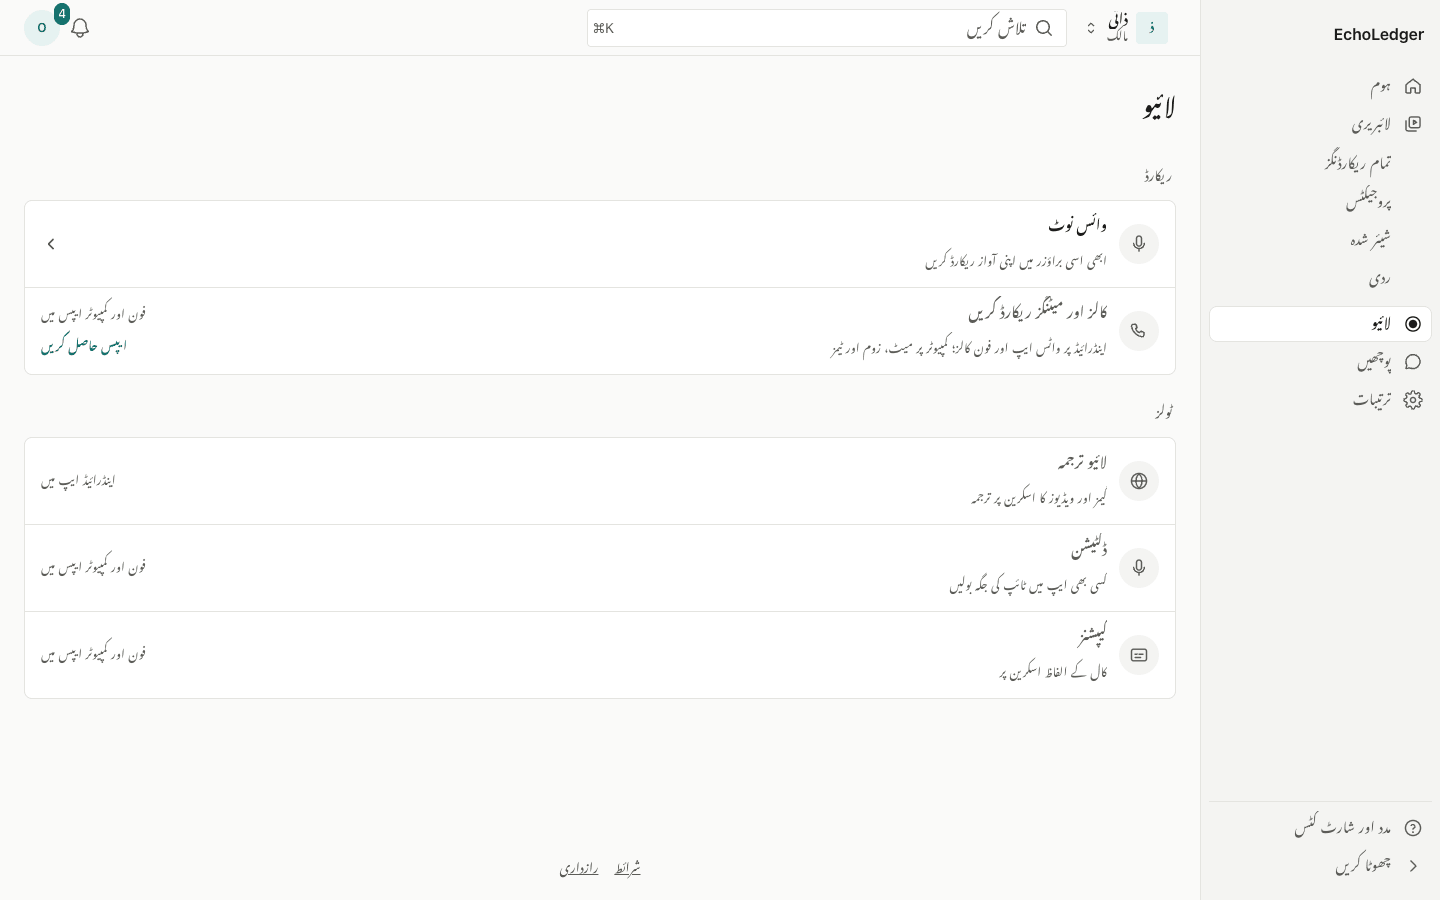 EchoLedger
ہوم
لائبریری
تمام ریکارڈنگز
پروجیکٹس
شیئر شدہ
ردی
لائیو
پوچھیں
ترتیبات
مدد اور شارٹ کٹس
چھوٹا کریں
ذ
ذاتی
مالک
تلاش کریں
⌘K
4
O
لائیو
ریکارڈ
وائس نوٹ
ابھی اسی براؤزر میں اپنی آواز ریکارڈ کریں
کالز اور میٹنگز ریکارڈ کریں
اینڈرائیڈ پر واٹس ایپ اور فون کالز؛ کمپیوٹر پر میٹ، زوم اور ٹیمز
فون اور کمپیوٹر ایپس میں
ایپس حاصل کریں
ٹولز
لائیو ترجمہ
گیمز اور ویڈیوز کا اسکرین پر ترجمہ
اینڈرائیڈ ایپ میں
ڈکٹیشن
کسی بھی ایپ میں ٹائپ کی جگہ بولیں
فون اور کمپیوٹر ایپس میں
کیپشنز
کال کے الفاظ اسکرین پر
فون اور کمپیوٹر ایپس میں
شرائط
رازداری